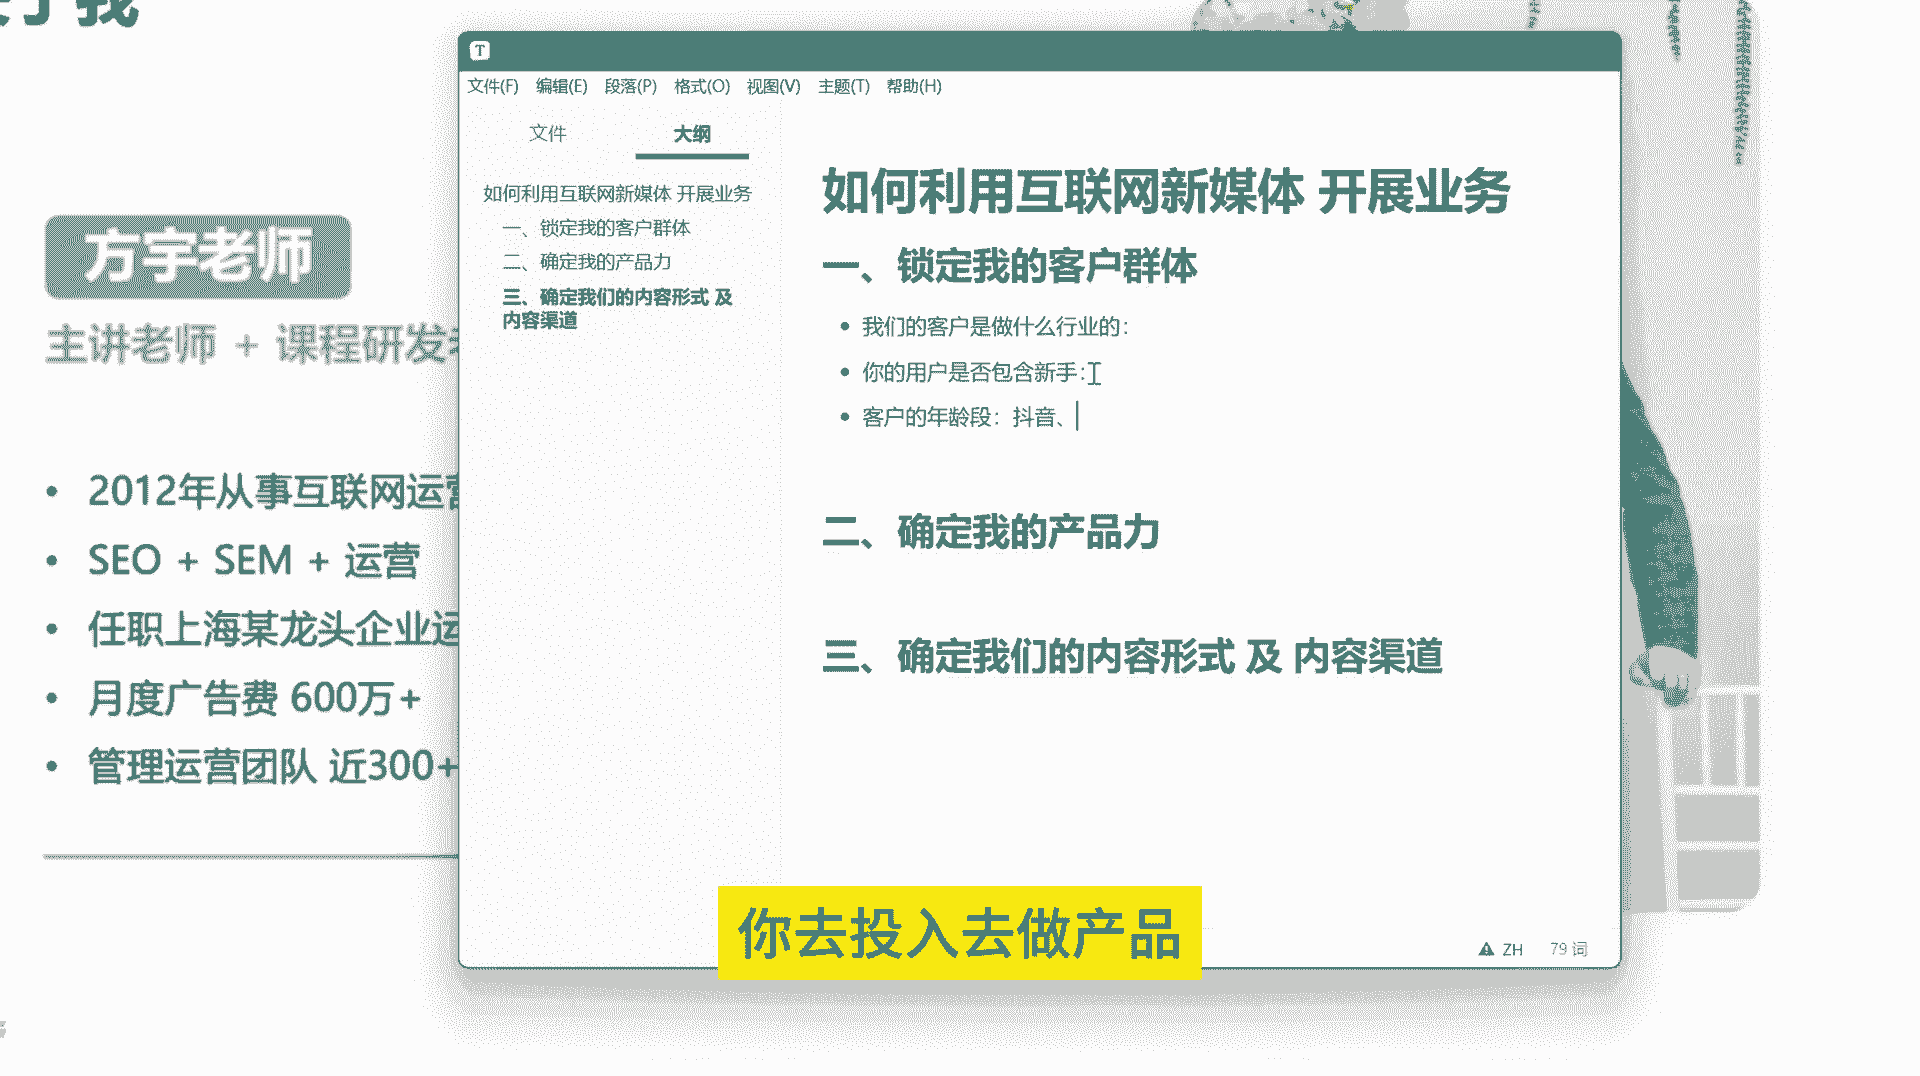 我
方宇老师
主讲老师 + 课程研发
2012年从事互联网运营
SEO + SEM + 运营
任职上海某龙头企业运
月度广告费 600万+
管理运营团队 近300+
T
文件(F) 编辑(E) 段落(P) 格式(O) 视图(V) 主题(T) 帮助(H)
文件 大纲
如何利用互联网新媒体 开展业务
一、锁定我的客户群体
二、确定我的产品力
三、确定我们的内容形式 及
内容渠道
如何利用互联网新媒体 开展业务
一、锁定我的客户群体
我们的客户是做什么行业的：
你的用户是否包含新手：
客户的年龄段：抖音、
二、确定我的产品力
三、确定我们的内容形式 及 内容渠道
ZH 79 词
你去投入去做产品